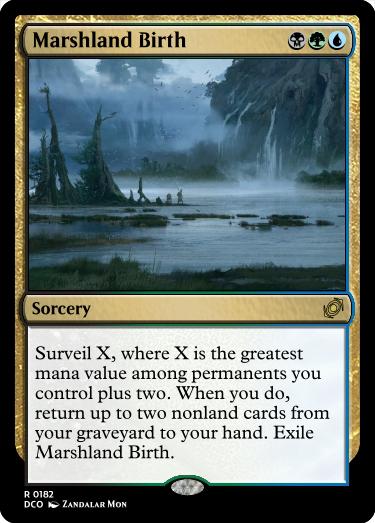 Marshland Birth
Sorcery
Surveil X, where X is the greatest
mana value among permanents you
control plus two. When you do,
return up to two nonland cards from
your graveyard to your hand. Exile
Marshland Birth.
R 0182
DCO Zandalar Mon